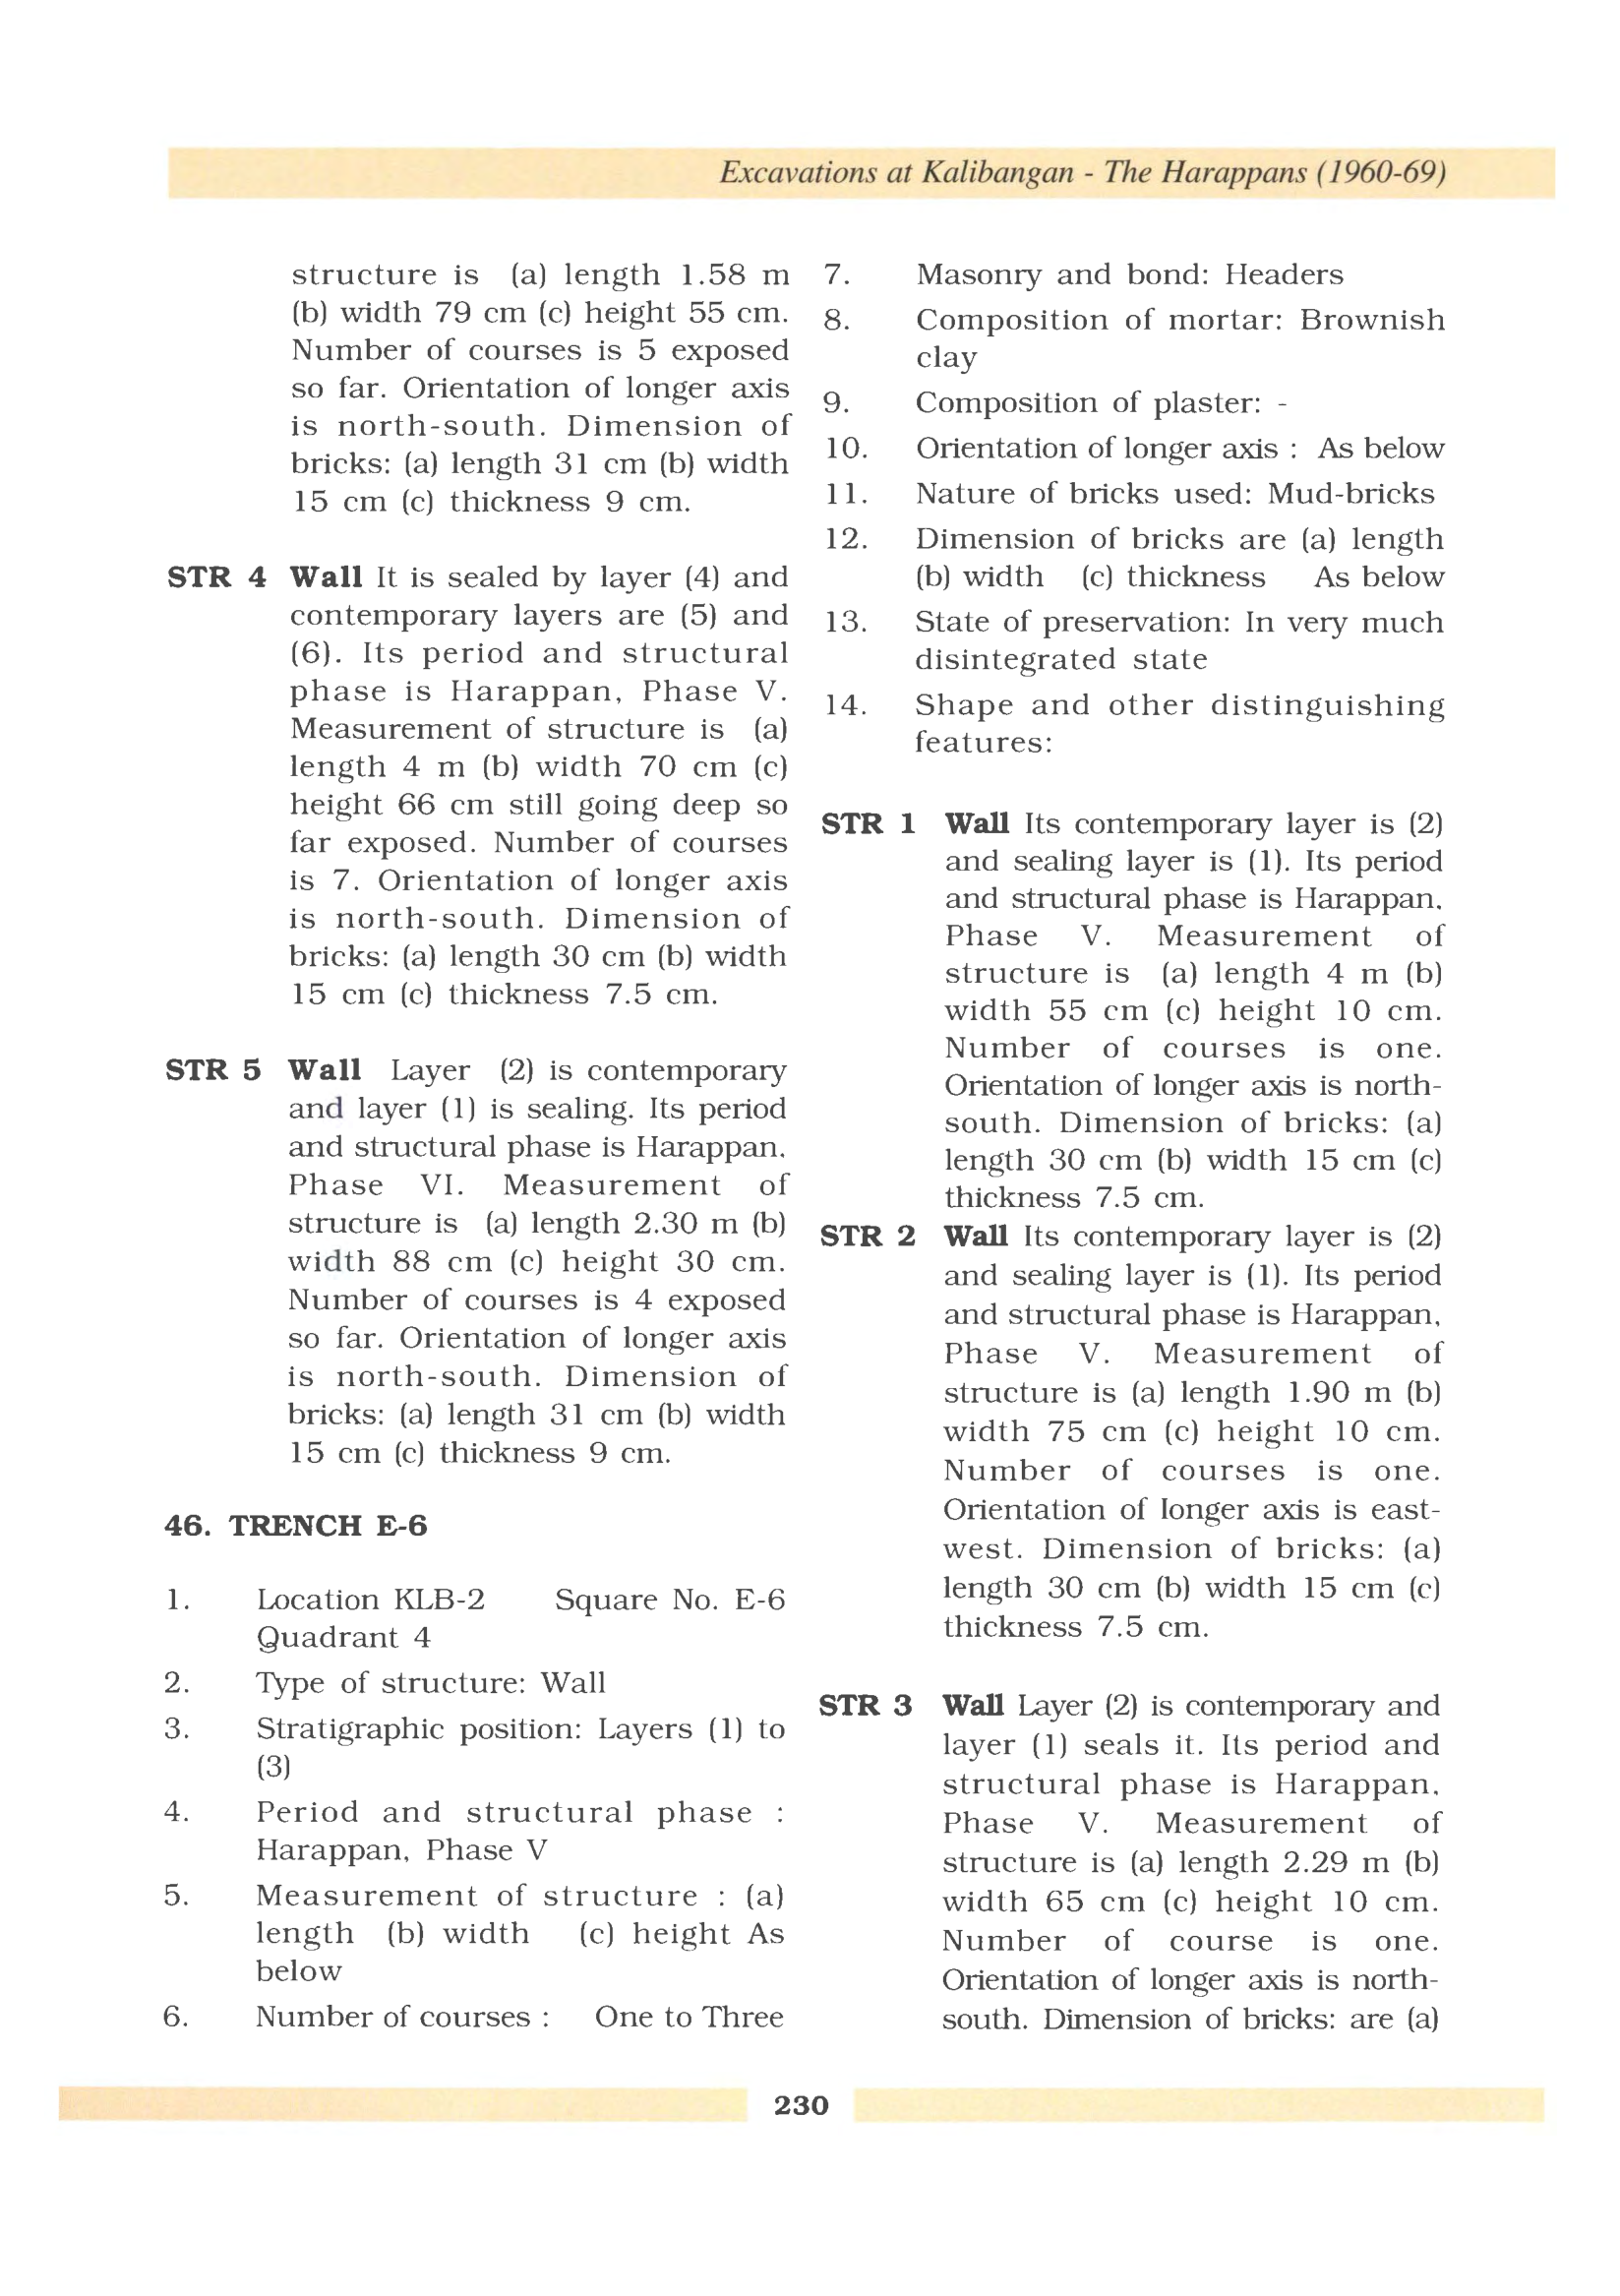 Excavations at Kalibangan - The Harappans (1960-69)
structure is (a) length 1.58 m
(b) width 79 cm (c) height 55 cm.
Number of courses is 5 exposed
so far. Orientation of longer axis
is north-south. Dimension of
bricks: (a) length 31 cm (b) width
15 cm (c) thickness 9 cm.
STR 4 Wall It is sealed by layer (4) and
contemporary layers are (5) and
(6). Its period and structural
phase is Harappan, Phase V.
Measurement of structure is (a)
length 4 m (b) width 70 cm (c)
height 66 cm still going deep so
far exposed. Number of courses
is 7. Orientation of longer axis
is north-south. Dimension of
bricks: (a) length 30 cm (b) width
15 cm (c) thickness 7.5 cm.
STR 5 Wall Layer (2) is contemporary
and layer (1) is sealing. Its period
and structural phase is Harappan.
Phase VI. Measurement of
structure is (a) length 2.30 m (b)
width 88 cm (c) height 30 cm.
Number of courses is 4 exposed
so far. Orientation of longer axis
is north-south. Dimension of
bricks: (a) length 31 cm (b) width
15 cm (c) thickness 9 cm.
46. TRENCH E-6
1. Location KLB-2 Square No. E-6
Quadrant 4
2. Type of structure: Wall
3. Stratigraphic position: Layers (1) to
(3)
4. Period and structural phase :
Harappan, Phase V
5. Measurement of structure : (a)
length (b) width (c) height As
below
6. Number of courses : One to Three
7. Masonry and bond: Headers
8. Composition of mortar: Brownish
clay
9. Composition of plaster: -
10. Orientation of longer axis : As below
11. Nature of bricks used: Mud-bricks
12. Dimension of bricks are (a) length
(b) width (c) thickness As below
13. State of preservation: In very much
disintegrated state
14. Shape and other distinguishing
features:
STR 1 Wall Its contemporary layer is (2)
and sealing layer is (1). Its period
and structural phase is Harappan.
Phase V. Measurement of
structure is (a) length 4 m (b)
width 55 cm (c) height 10 cm.
Number of courses is one.
Orientation of longer axis is north-
south. Dimension of bricks: (a)
length 30 cm (b) width 15 cm (c)
thickness 7.5 cm.
STR 2 Wall Its contemporary layer is (2)
and sealing layer is (1). Its period
and structural phase is Harappan,
Phase V. Measurement of
structure is (a) length 1.90 m (b)
width 75 cm (c) height 10 cm.
Number of courses is one.
Orientation of longer axis is east-
west. Dimension of bricks: (a)
length 30 cm (b) width 15 cm (c)
thickness 7.5 cm.
STR 3 Wall Layer (2) is contemporary and
layer (1) seals it. Its period and
structural phase is Harappan.
Phase V. Measurement of
structure is (a) length 2.29 m (b)
width 65 cm (c) height 10 cm.
Number of course is one.
Orientation of longer axis is north-
south. Dimension of bricks: are (a)
230